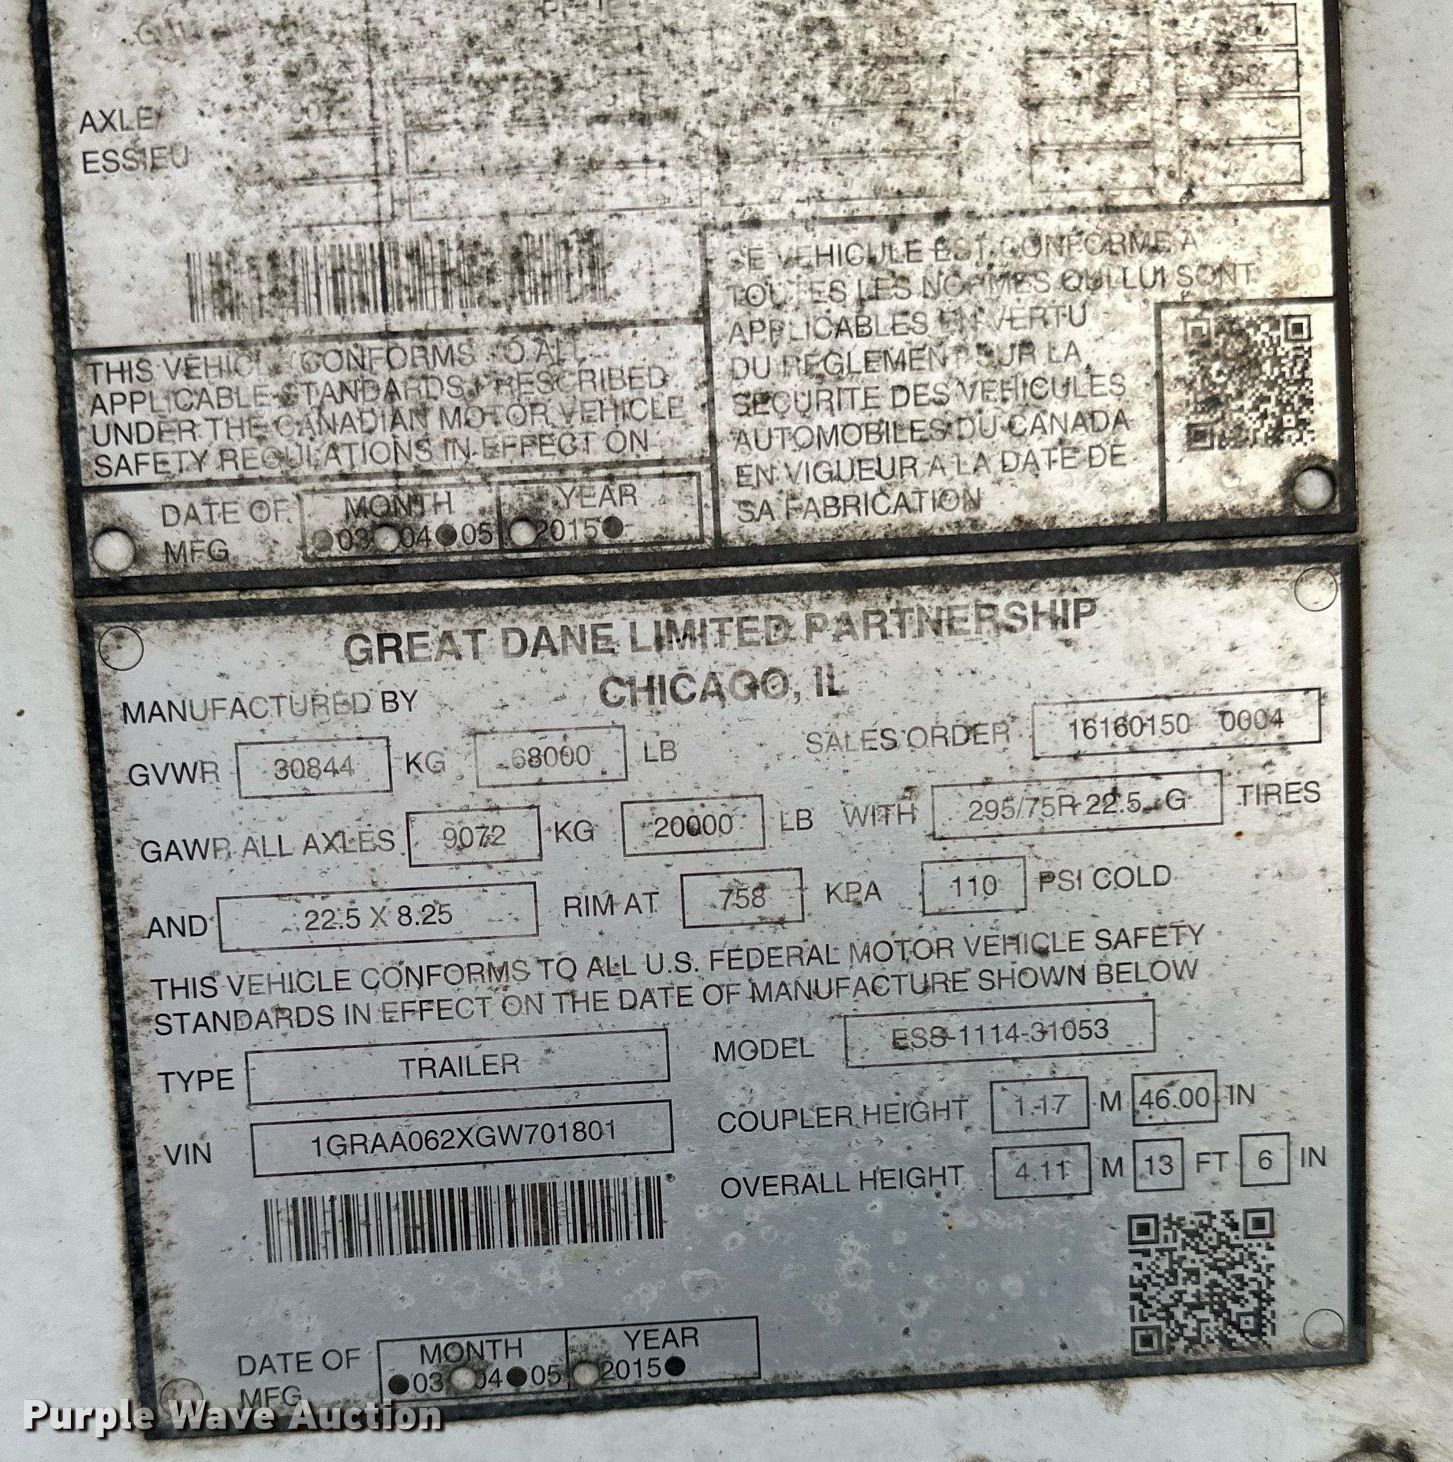 AXLE
ESSIEU
THIS VEHICLE CONFORMS TO ALL
APPLICABLE STANDARDS PRESCRIBED
UNDER THE CANADIAN MOTOR VEHICLE
SAFETY REGULATIONS IN EFFECT ON
DATE OF MONTH YEAR
MFG 03 04 05 2015
CE VEHICULE EST CONFORME A
TOUTES LES NORMES QUI LUI SONT
APPLICABLES EN VERTU
DU REGLEMENT SUR LA
SECURITE DES VEHICULES
AUTOMOBILES DU CANADA
EN VIGUEUR A LA DATE DE
SA FABRICATION
GREAT DANE LIMITED PARTNERSHIP
CHICAGO, IL
MANUFACTURED BY
GVWR 30844 KG 68000 LB SALES ORDER 16160150 0004
GAWR ALL AXLES 9072 KG 20000 LB WITH 295/75R 22.5 G TIRES
AND 22.5 X 8.25 RIM AT 758 KPA 110 PSI COLD
THIS VEHICLE CONFORMS TO ALL U.S. FEDERAL MOTOR VEHICLE SAFETY
STANDARDS IN EFFECT ON THE DATE OF MANUFACTURE SHOWN BELOW
TYPE TRAILER MODEL ESS-1114-31053
VIN 1GRAA062XGW701801 COUPLER HEIGHT 1.17 M 46.00 IN
OVERALL HEIGHT 4.11 M 13 FT 6 IN
DATE OF MONTH YEAR
MFG 03 04 05 2015
Purple Wave Auction